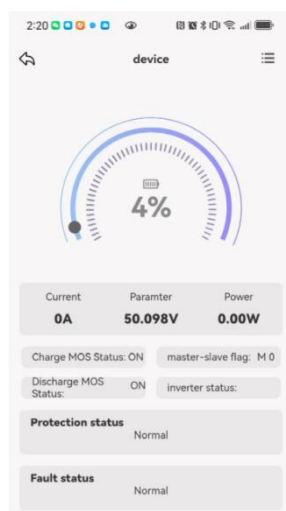 2:20
device
4%
Current Paramter Power
0A 50.098V 0.00W
Charge MOS Status: ON master-slave flag: M 0
Discharge MOS Status: ON inverter status:
Protection status
Normal
Fault status
Normal